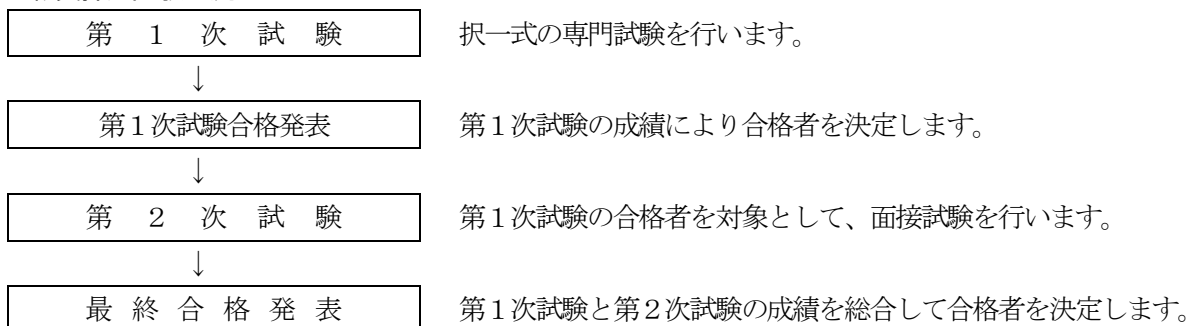 第 1 次 試 験 択一式の専門試験を行います。
↓
第1次試験合格発表 第1次試験の成績により合格者を決定します。
↓
第 2 次 試 験 第1次試験の合格者を対象として、面接試験を行います。
↓
最 終 合 格 発 表 第1次試験と第2次試験の成績を総合して合格者を決定します。